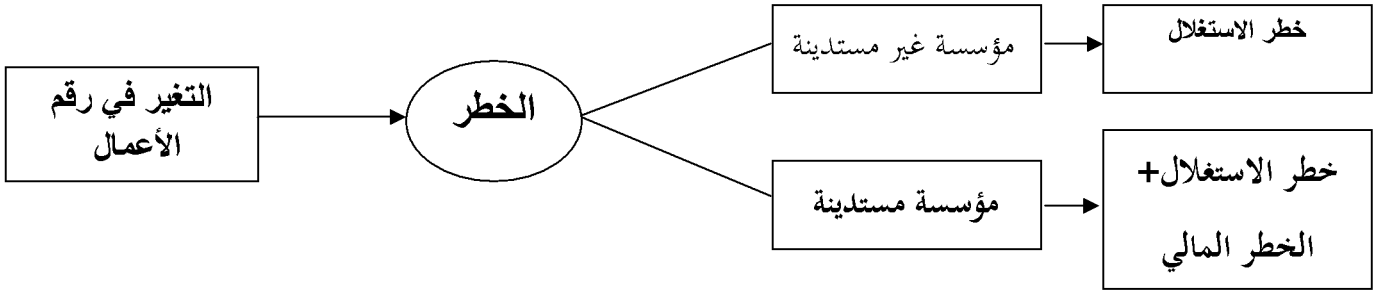 التغير في رقم
الأعمال
الخطر
مؤسسة غير مستدينة
خطر الاستغلال
مؤسسة مستدينة
خطر الاستغلال+
الخطر المالي